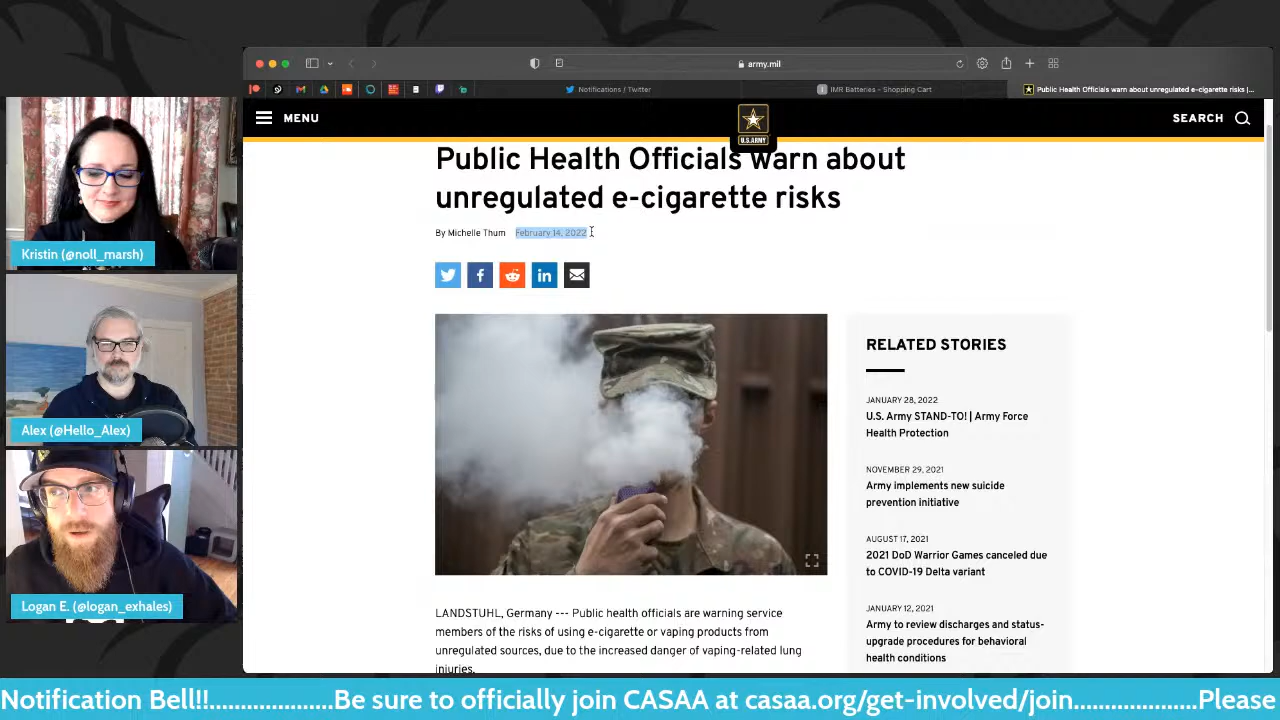 army.mil
Notifications / Twitter
IMR Batteries – Shopping Cart
Public Health Officials warn about unregulated e-cigarette risks |...
MENU
U.S.ARMY
SEARCH
Public Health Officials warn about
unregulated e-cigarette risks
By Michelle Thum February 14, 2022
RELATED STORIES
JANUARY 28, 2022
U.S. Army STAND-TO! | Army Force
Health Protection
NOVEMBER 29, 2021
Army implements new suicide
prevention initiative
AUGUST 17, 2021
2021 DoD Warrior Games canceled due
to COVID-19 Delta variant
JANUARY 12, 2021
Army to review discharges and status-
upgrade procedures for behavioral
health conditions
LANDSTUHL, Germany --- Public health officials are warning service
members of the risks of using e-cigarette or vaping products from
unregulated sources, due to the increased danger of vaping-related lung
injuries.
Kristin (@noll_marsh)
Alex (@Hello_Alex)
Logan E. (@logan_exhales)
Notification Bell!!....................Be sure to officially join CASAA at casaa.org/get-involved/join....................Please